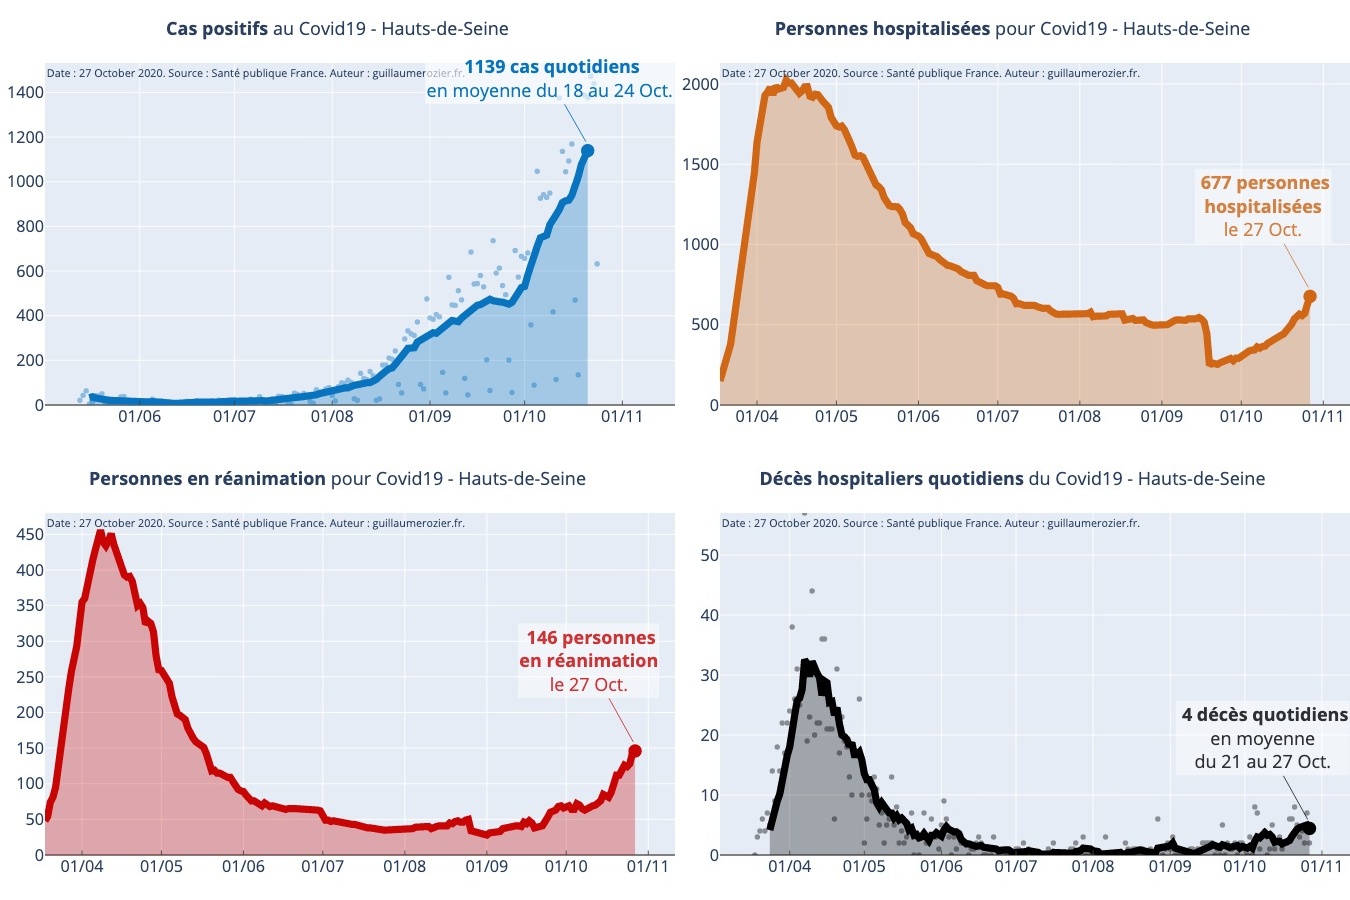 Cas positifs au Covid19 - Hauts-de-Seine
Date : 27 October 2020. Source : Santé publique France. Auteur : guillaumerozier.fr.
1139 cas quotidiens
en moyenne du 18 au 24 Oct.
1400
1200
1000
800
600
400
200
0
01/06 01/07 01/08 01/09 01/10 01/11
Personnes hospitalisées pour Covid19 - Hauts-de-Seine
Date : 27 October 2020. Source : Santé publique France. Auteur : guillaumerozier.fr.
2000
1500
677 personnes
hospitalisées
le 27 Oct.
1000
500
0
01/04 01/05 01/06 01/07 01/08 01/09 01/10 01/11
Personnes en réanimation pour Covid19 - Hauts-de-Seine
Date : 27 October 2020. Source : Santé publique France. Auteur : guillaumerozier.fr.
450
400
350
300
146 personnes
en réanimation
le 27 Oct.
250
200
150
100
50
0
01/04 01/05 01/06 01/07 01/08 01/09 01/10 01/11
Décès hospitaliers quotidiens du Covid19 - Hauts-de-Seine
Date : 27 October 2020. Source : Santé publique France. Auteur : guillaumerozier.fr.
50
40
30
4 décès quotidiens
en moyenne
du 21 au 27 Oct.
20
10
0
01/04 01/05 01/06 01/07 01/08 01/09 01/10 01/11